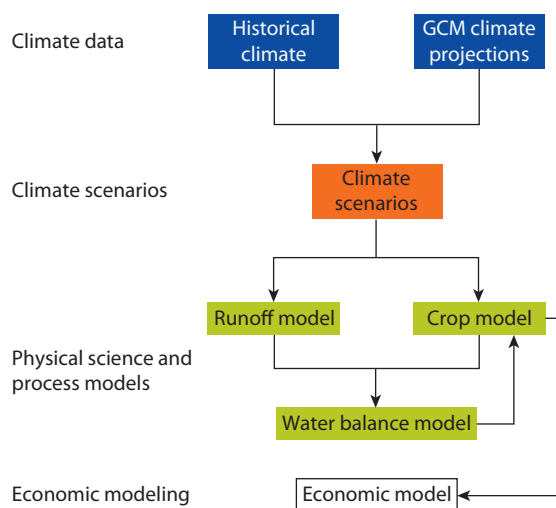 Climate data
Historical
climate
GCM climate
projections
Climate scenarios
Climate
scenarios
Runoff model
Crop model
Physical science and
process models
Water balance model
Economic modeling
Economic model